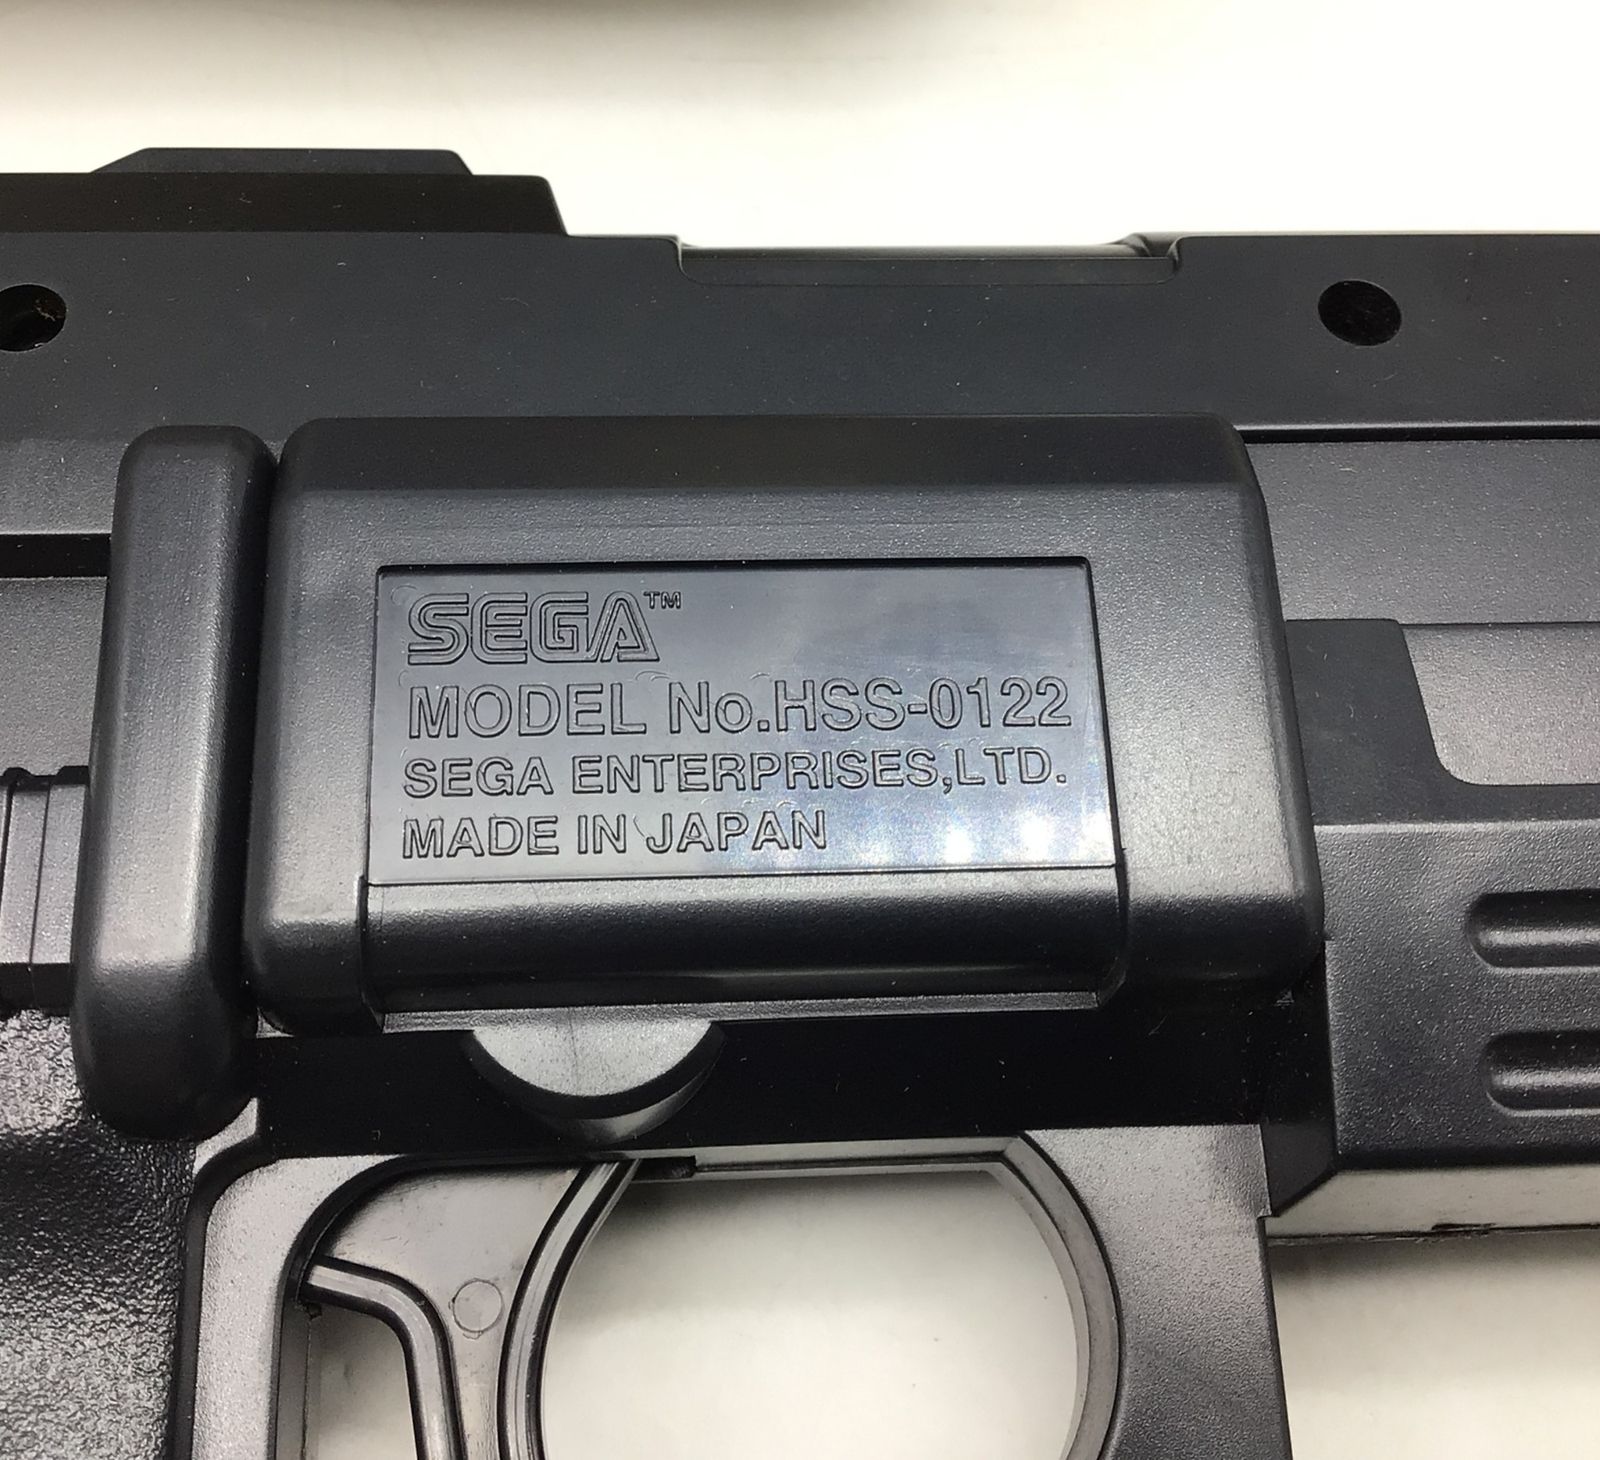 SEGA™
MODEL No.HSS-0122
SEGA ENTERPRISES,LTD.
MADE IN JAPAN